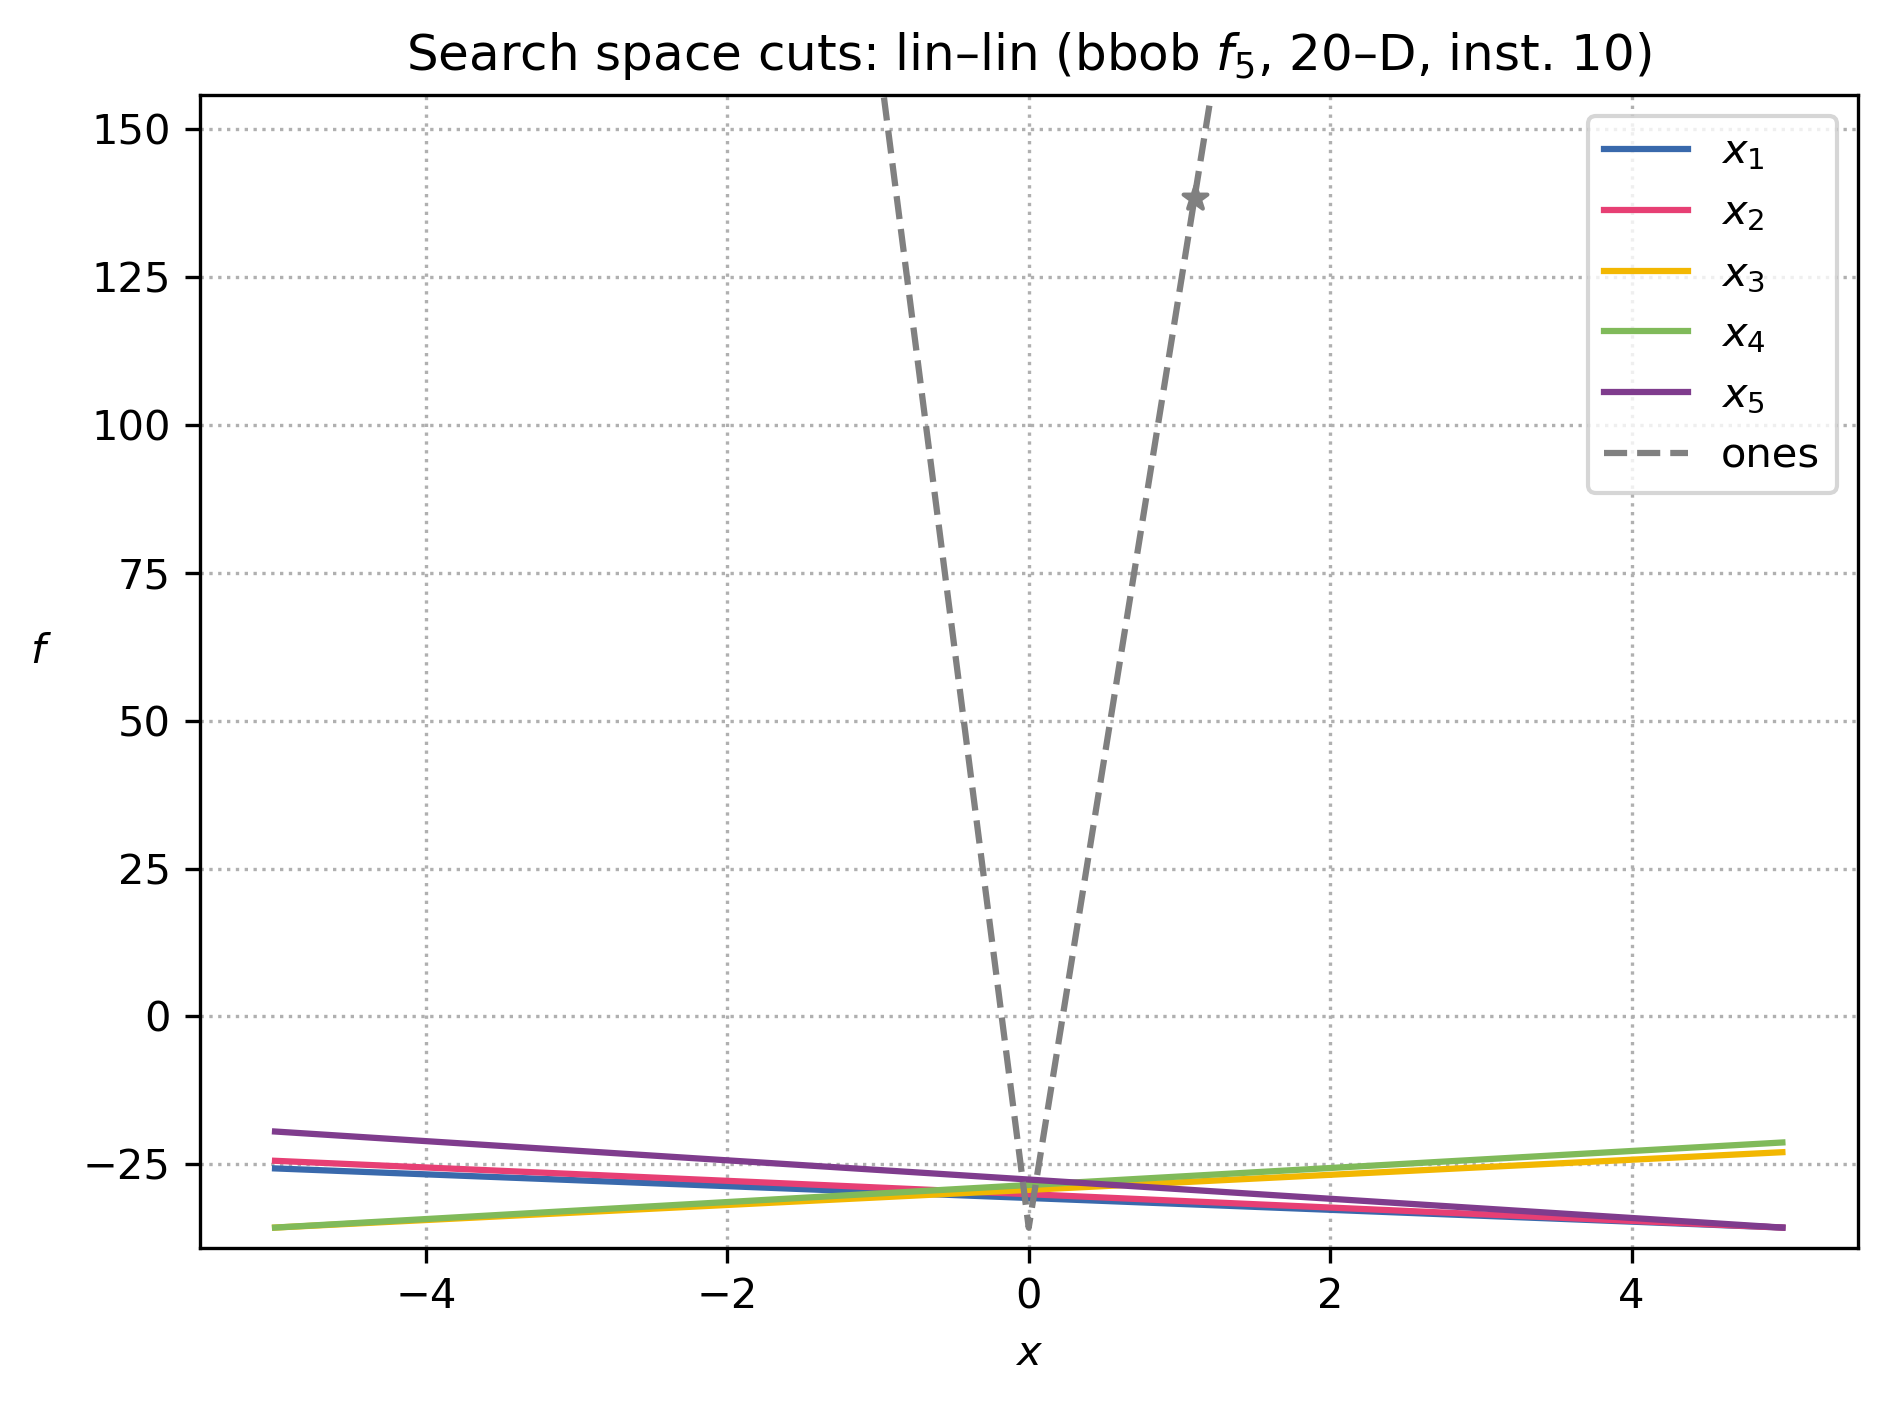 Search space cuts: lin–lin (bbob f₅, 20–D, inst. 10)
150
125
100
75
50
25
0
−25
f
−4 −2 0 2 4
x
x₁
x₂
x₃
x₄
x₅
ones